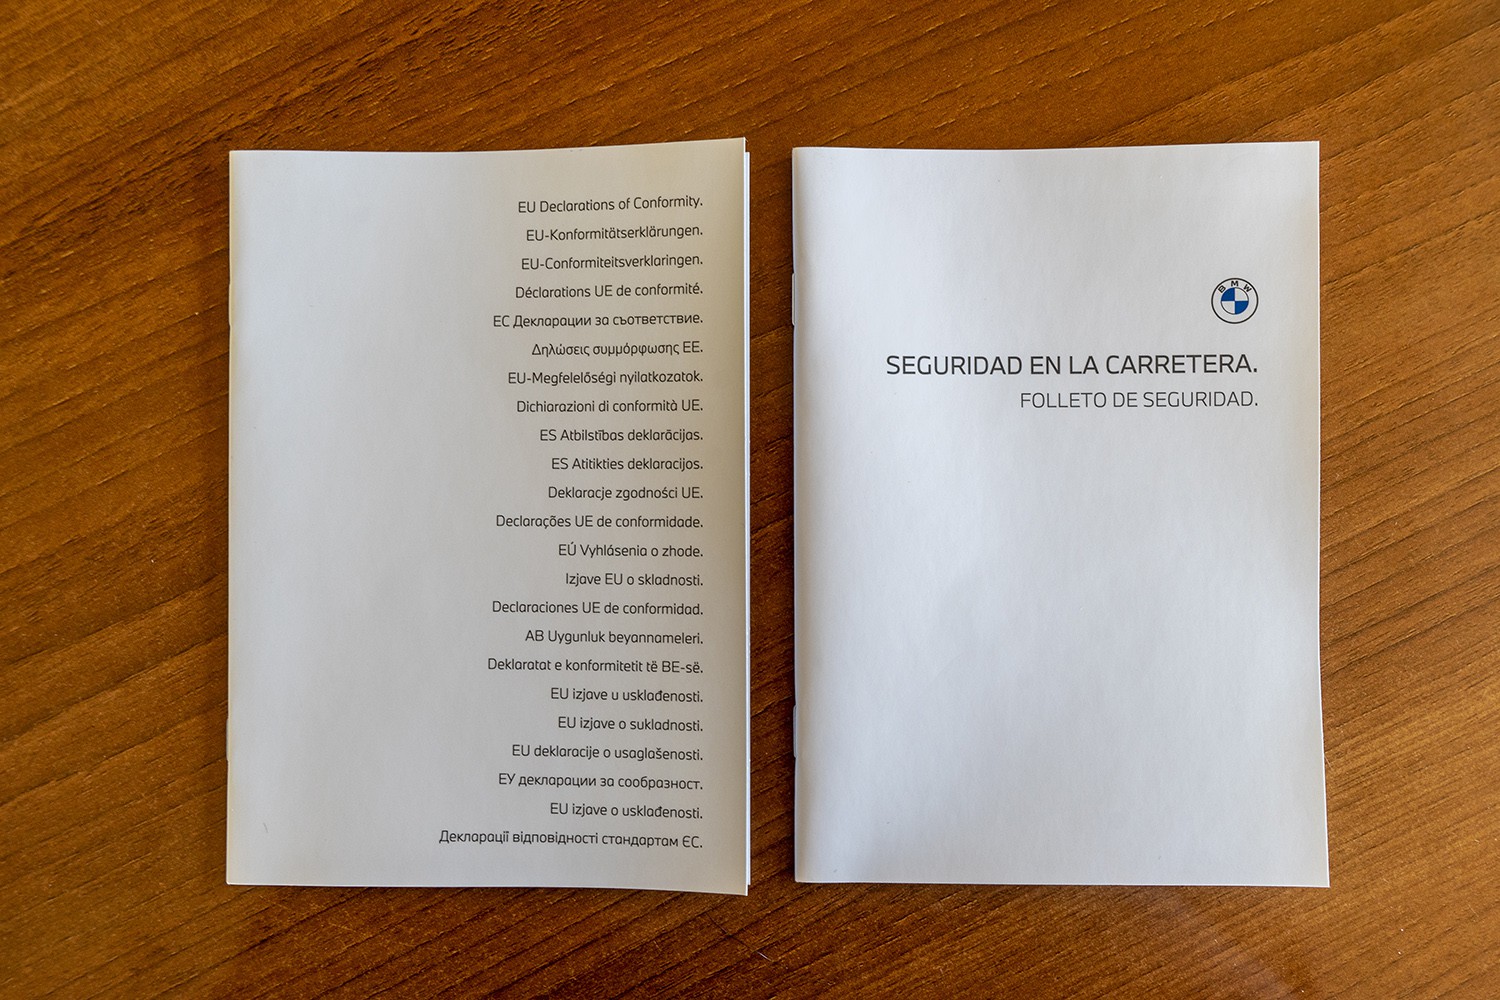 EU Declarations of Conformity.
EU-Konformitätserklärungen.
EU-Conformiteitsverklaringen.
Déclarations UE de conformité.
ЕС Декларации за съответствие.
Δηλώσεις συμμόρφωσης ΕΕ.
EU-Megfelelőségi nyilatkozatok.
Dichiarazioni di conformità UE.
ES Atbilstības deklarācijas.
ES Atitikties deklaracijos.
Deklaracje zgodności UE.
Declarações UE de conformidade.
EÚ Vyhlásenia o zhode.
Izjave EU o skladnosti.
Declaraciones UE de conformidad.
AB Uygunluk beyannameleri.
Deklaratat e konformitetit të BE-së.
EU izjave u usklađenosti.
EU izjave o sukladnosti.
EU deklaracije o usaglašenosti.
ЕУ декларации за сообразност.
EU izjave o usklađenosti.
Декларації відповідності стандартам ЄС.
BMW
SEGURIDAD EN LA CARRETERA.
FOLLETO DE SEGURIDAD.